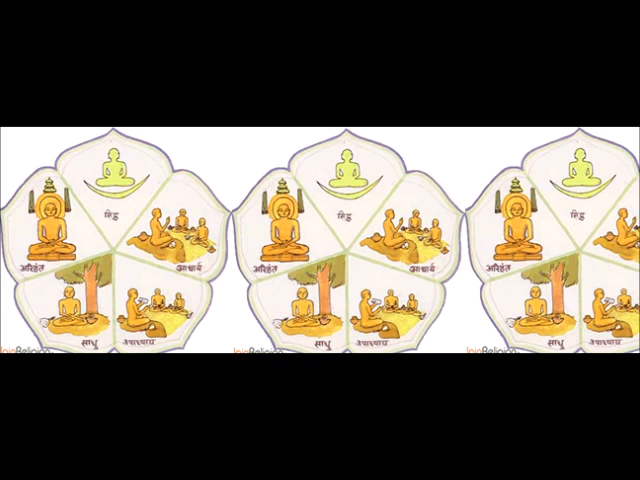 सिद्ध
अरिहंत
आचार्य
साधु
उपाध्याय
सिद्ध
अरिहंत
आचार्य
साधु
उपाध्याय
सिद्ध
अरिहंत
साधु
उपाध्याय